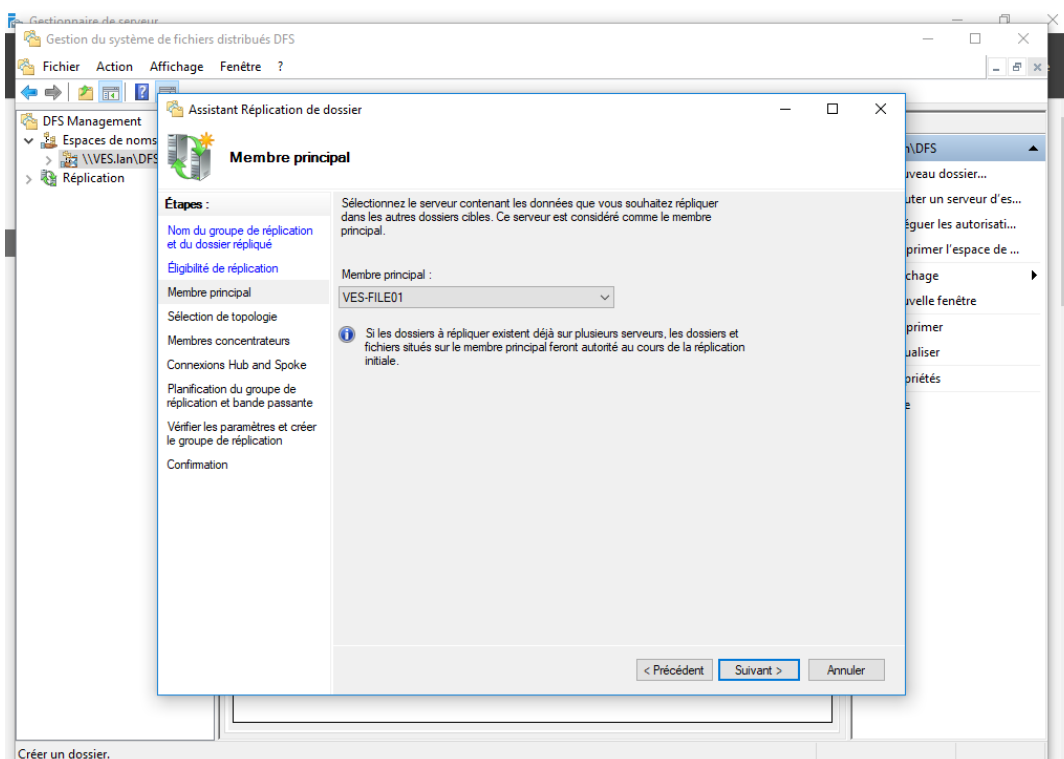 Gestionnaire de serveur
Gestion du système de fichiers distribués DFS
Fichier Action Affichage Fenêtre ?
DFS Management
Espaces de noms
\\VES.lan\DFS
Réplication
Assistant Réplication de dossier
Membre principal
Étapes :
Nom du groupe de réplication
et du dossier répliqué
Éligibilité de réplication
Membre principal
Sélection de topologie
Membres concentrateurs
Connexions Hub and Spoke
Planification du groupe de
réplication et bande passante
Vérifier les paramètres et créer
le groupe de réplication
Confirmation
Sélectionnez le serveur contenant les données que vous souhaitez répliquer
dans les autres dossiers cibles. Ce serveur est considéré comme le membre
principal.
Membre principal :
VES-FILE01
Si les dossiers à répliquer existent déjà sur plusieurs serveurs, les dossiers et
fichiers situés sur le membre principal feront autorité au cours de la réplication
initiale.
< Précédent Suivant > Annuler
n\DFS
uveau dossier...
uter un serveur d'es...
éguer les autorisati...
primer l'espace de ...
chage
uvelle fenêtre
primer
ualiser
priétés
e
Créer un dossier.